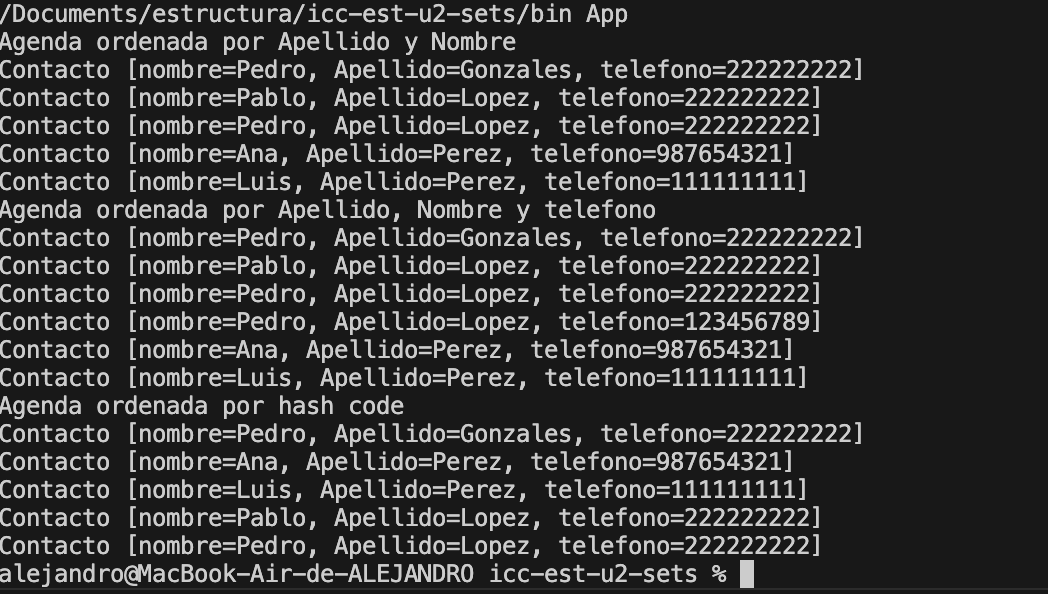 /Documents/estructura/icc-est-u2-sets/bin App
Agenda ordenada por Apellido y Nombre
Contacto [nombre=Pedro, Apellido=Gonzales, telefono=222222222]
Contacto [nombre=Pablo, Apellido=Lopez, telefono=222222222]
Contacto [nombre=Pedro, Apellido=Lopez, telefono=222222222]
Contacto [nombre=Ana, Apellido=Perez, telefono=987654321]
Contacto [nombre=Luis, Apellido=Perez, telefono=111111111]
Agenda ordenada por Apellido, Nombre y telefono
Contacto [nombre=Pedro, Apellido=Gonzales, telefono=222222222]
Contacto [nombre=Pablo, Apellido=Lopez, telefono=222222222]
Contacto [nombre=Pedro, Apellido=Lopez, telefono=222222222]
Contacto [nombre=Pedro, Apellido=Lopez, telefono=123456789]
Contacto [nombre=Ana, Apellido=Perez, telefono=987654321]
Contacto [nombre=Luis, Apellido=Perez, telefono=111111111]
Agenda ordenada por hash code
Contacto [nombre=Pedro, Apellido=Gonzales, telefono=222222222]
Contacto [nombre=Ana, Apellido=Perez, telefono=987654321]
Contacto [nombre=Luis, Apellido=Perez, telefono=111111111]
Contacto [nombre=Pablo, Apellido=Lopez, telefono=222222222]
Contacto [nombre=Pedro, Apellido=Lopez, telefono=222222222]
alejandro@MacBook-Air-de-ALEJANDRO icc-est-u2-sets %